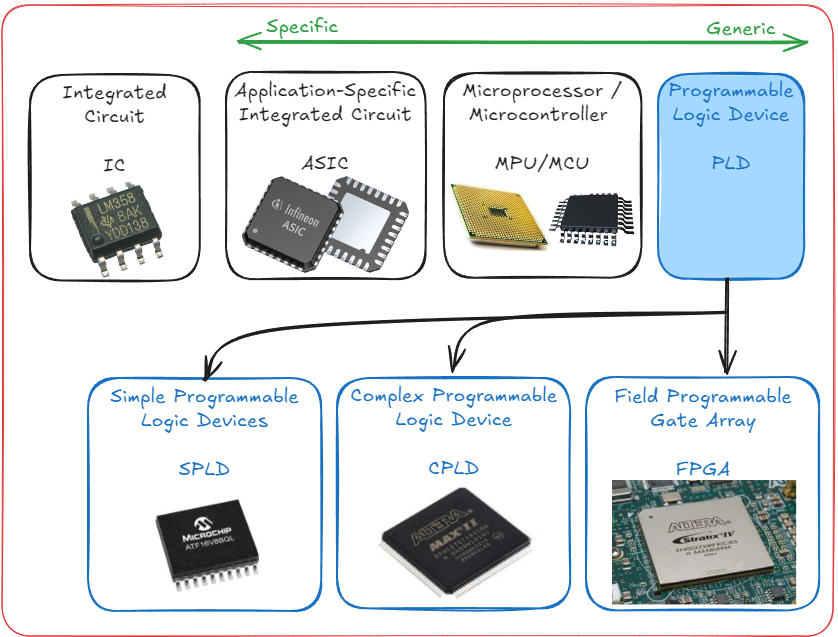 Specific
Generic
Integrated
Circuit
IC
LM358
8AK
YDD138
Application-Specific
Integrated Circuit
ASIC
Infineon
ASIC
Microprocessor /
Microcontroller
MPU/MCU
Programmable
Logic Device
PLD
Simple Programmable
Logic Devices
SPLD
MICROCHIP
ATF16V8BQL
Complex Programmable
Logic Device
CPLD
ALTERA
MAX II
Field Programmable
Gate Array
FPGA
ALTERA
Stratix IV